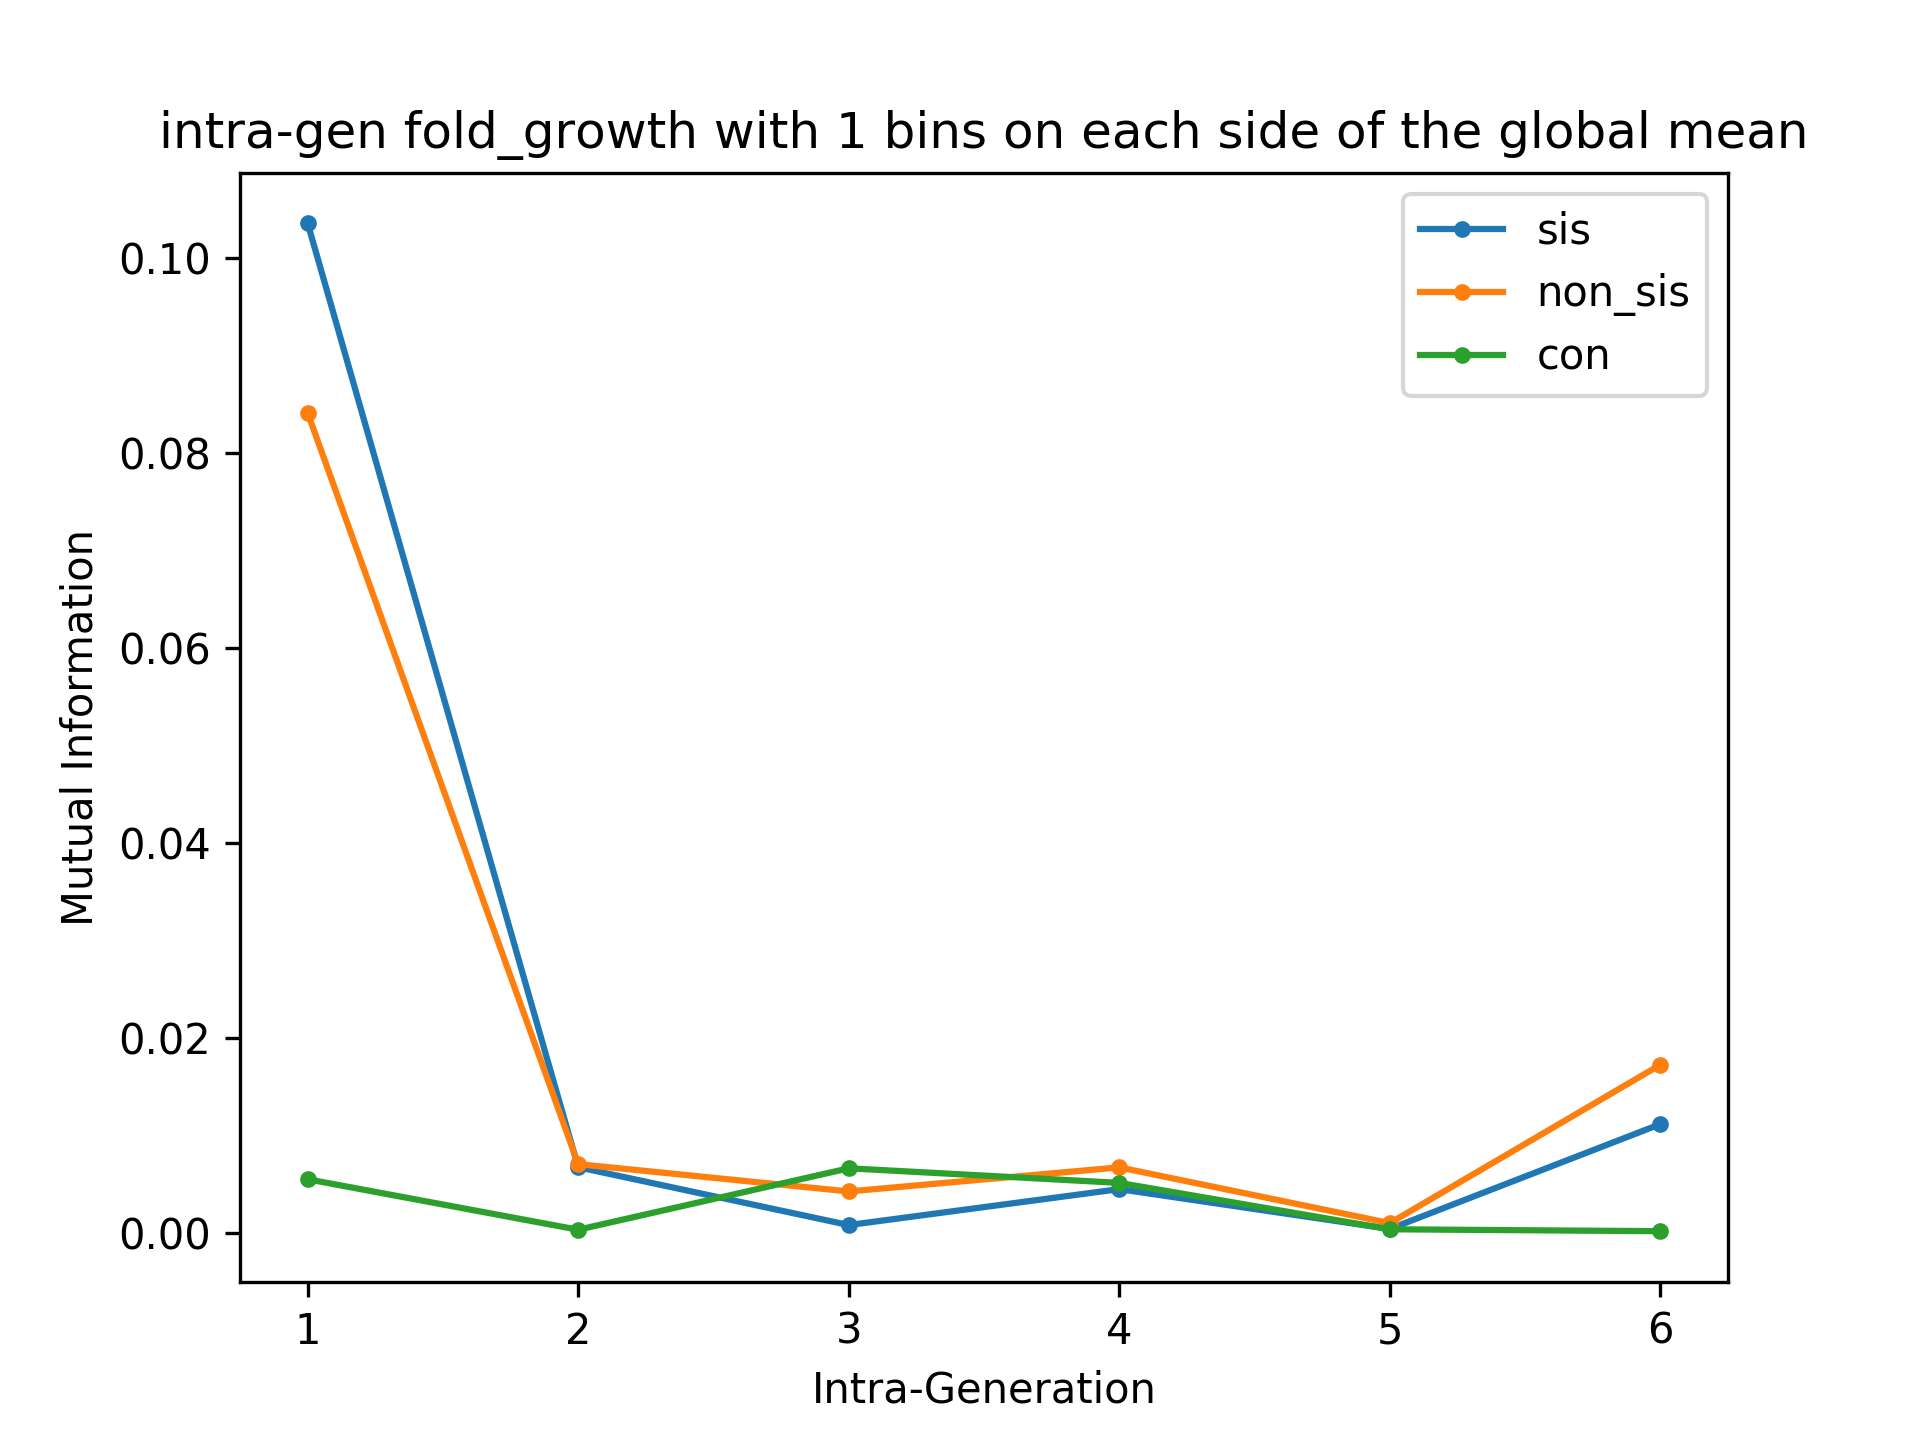 intra-gen fold_growth with 1 bins on each side of the global mean
sis
non_sis
con
0.10
0.08
0.06
0.04
0.02
0.00
Mutual Information
1 2 3 4 5 6
Intra-Generation